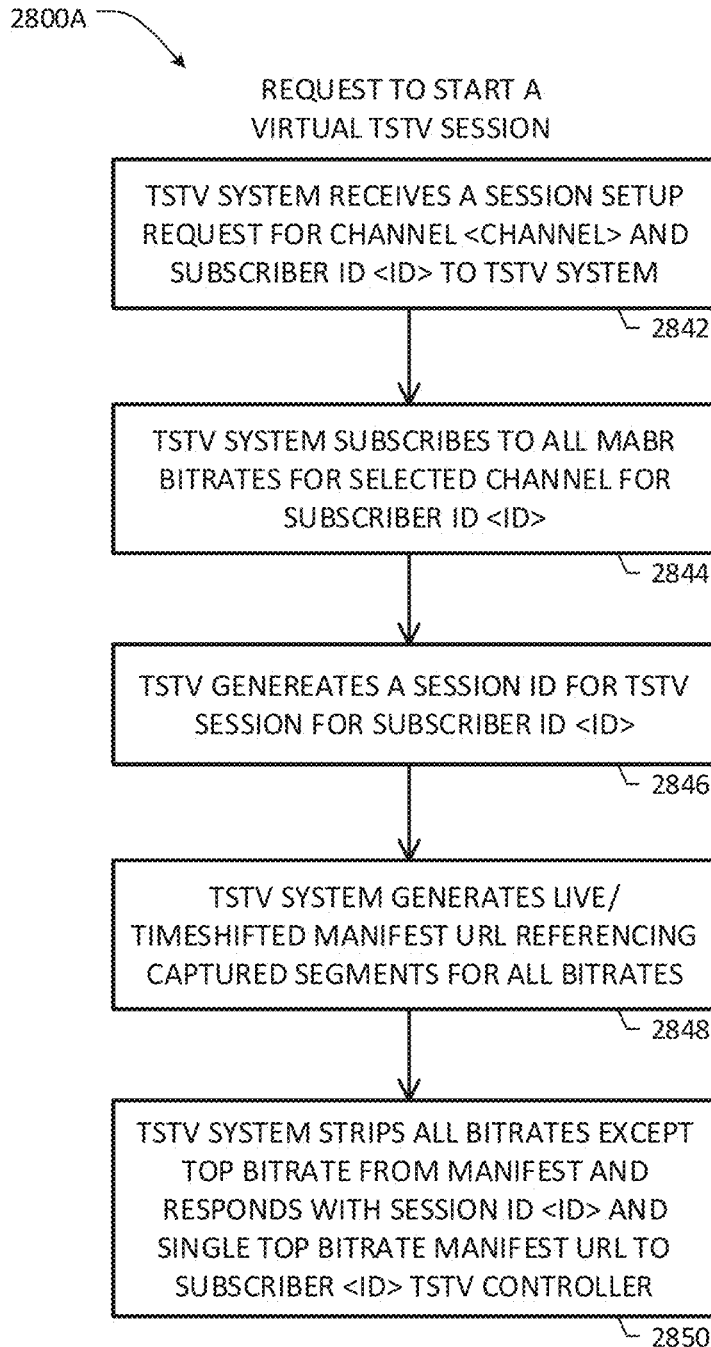 2800A
REQUEST TO START A
VIRTUAL TSTV SESSION
TSTV SYSTEM RECEIVES A SESSION SETUP
REQUEST FOR CHANNEL <CHANNEL> AND
SUBSCRIBER ID <ID> TO TSTV SYSTEM
2842
TSTV SYSTEM SUBSCRIBES TO ALL MABR
BITRATES FOR SELECTED CHANNEL FOR
SUBSCRIBER ID <ID>
2844
TSTV GENEREATES A SESSION ID FOR TSTV
SESSION FOR SUBSCRIBER ID <ID>
2846
TSTV SYSTEM GENERATES LIVE/
TIMESHIFTED MANIFEST URL REFERENCING
CAPTURED SEGMENTS FOR ALL BITRATES
2848
TSTV SYSTEM STRIPS ALL BITRATES EXCEPT
TOP BITRATE FROM MANIFEST AND
RESPONDS WITH SESSION ID <ID> AND
SINGLE TOP BITRATE MANIFEST URL TO
SUBSCRIBER <ID> TSTV CONTROLLER
2850